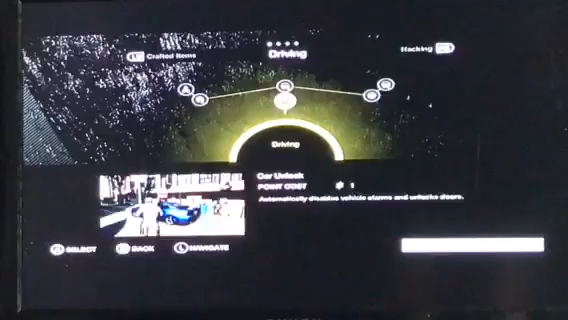 Crafted Items
Driving
Hacking
Driving
Car Unlock
POINT COST 1
Automatically disables vehicle alarms and unlocks doors.
SELECT
BACK
NAVIGATE